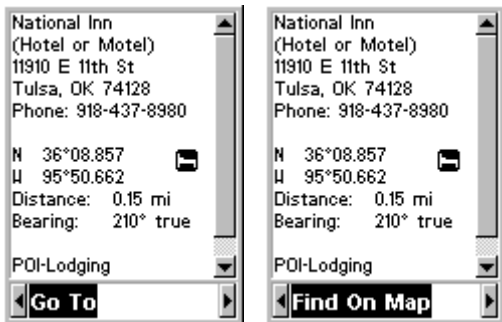 National Inn
(Hotel or Motel)
11910 E 11th St
Tulsa, OK 74128
Phone: 918-437-8980
N 36°08.857
W 95°50.662
Distance: 0.15 mi
Bearing: 210° true
POI-Lodging
Go To
National Inn
(Hotel or Motel)
11910 E 11th St
Tulsa, OK 74128
Phone: 918-437-8980
N 36°08.857
W 95°50.662
Distance: 0.15 mi
Bearing: 210° true
POI-Lodging
Find On Map